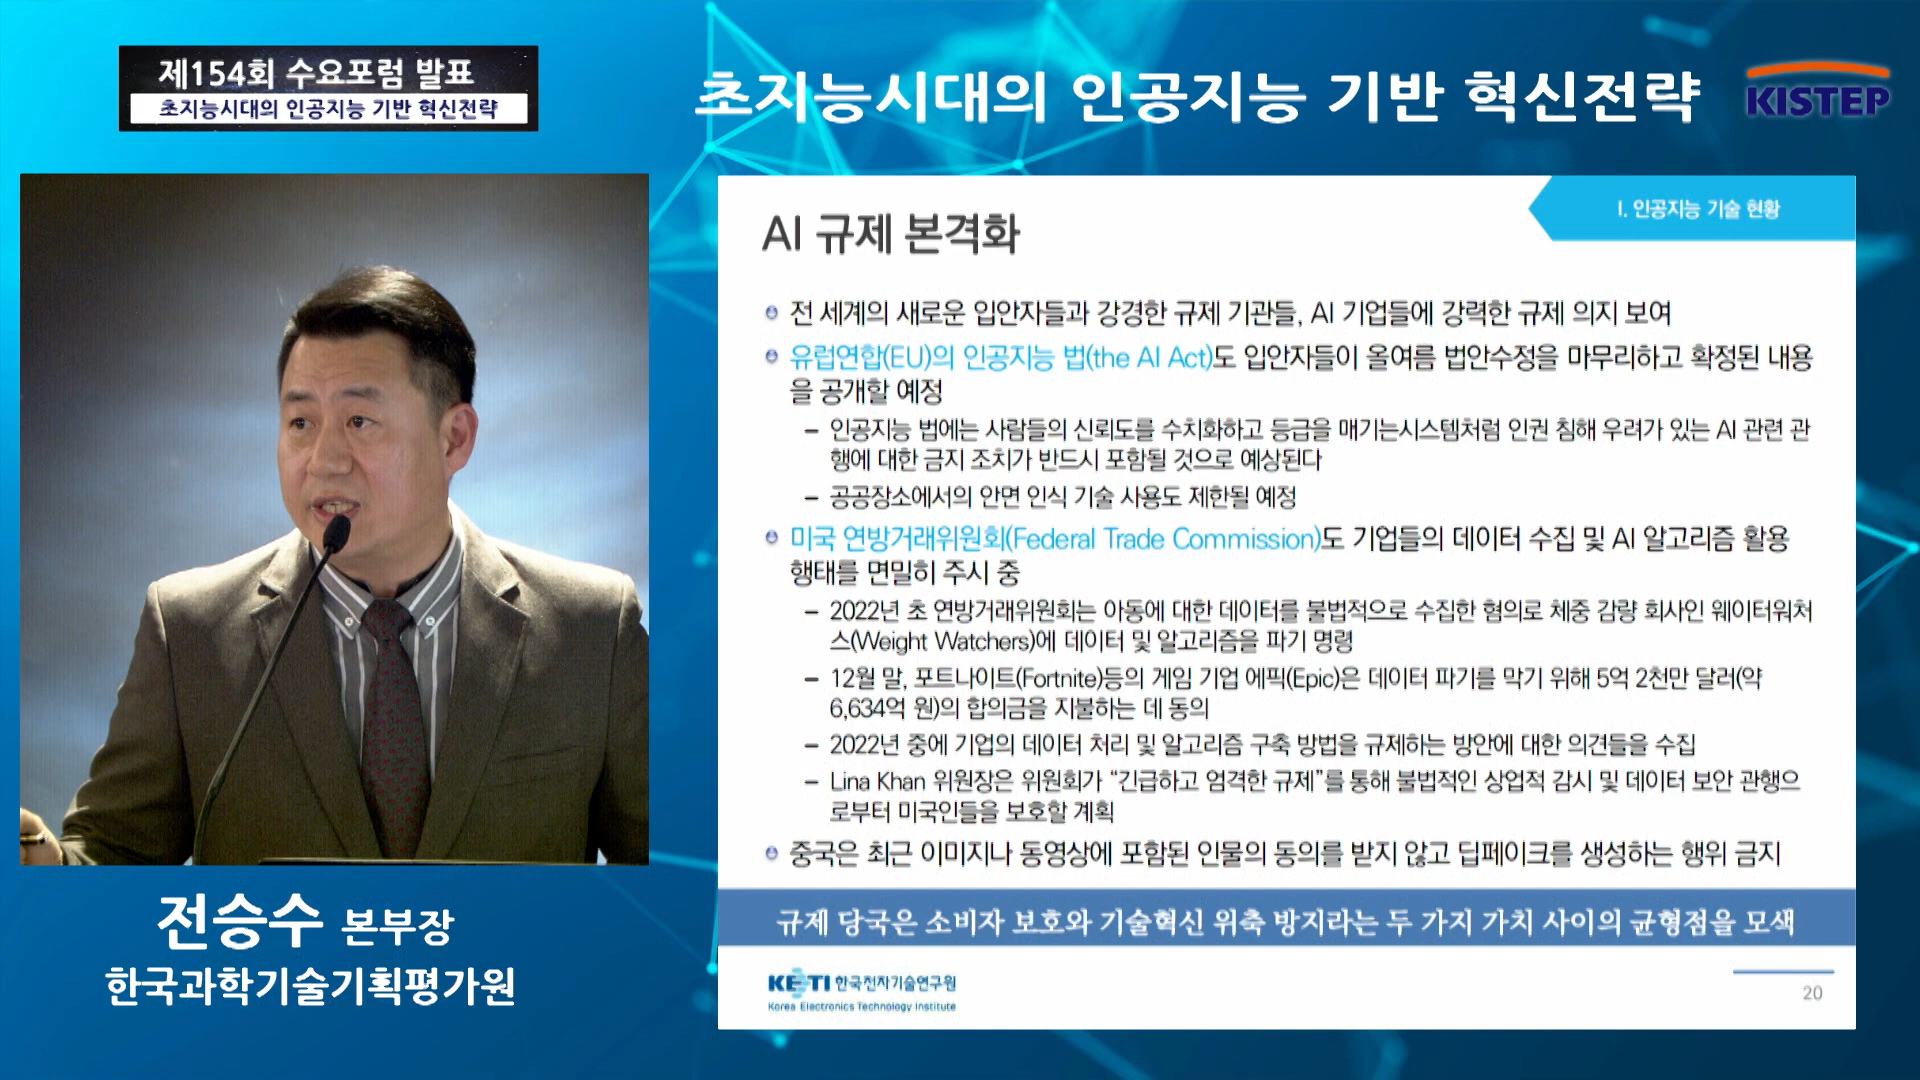 제154회 수요포럼 발표
초지능시대의 인공지능 기반 혁신전략
초지능시대의 인공지능 기반 혁신전략
KISTEP
I. 인공지능 기술 현황
AI 규제 본격화
전 세계의 새로운 입안자들과 강경한 규제 기관들, AI 기업들에 강력한 규제 의지 보여
유럽연합(EU)의 인공지능 법(the AI Act)도 입안자들이 올여름 법안수정을 마무리하고 확정된 내용
을 공개할 예정
– 인공지능 법에는 사람들의 신뢰도를 수치화하고 등급을 매기는시스템처럼 인권 침해 우려가 있는 AI 관련 관
행에 대한 금지 조치가 반드시 포함될 것으로 예상된다
– 공공장소에서의 안면 인식 기술 사용도 제한될 예정
미국 연방거래위원회(Federal Trade Commission)도 기업들의 데이터 수집 및 AI 알고리즘 활용
행태를 면밀히 주시 중
– 2022년 초 연방거래위원회는 아동에 대한 데이터를 불법적으로 수집한 혐의로 체중 감량 회사인 웨이터워처
스(Weight Watchers)에 데이터 및 알고리즘을 파기 명령
– 12월 말, 포트나이트(Fortnite)등의 게임 기업 에픽(Epic)은 데이터 파기를 막기 위해 5억 2천만 달러(약
6,634억 원)의 합의금을 지불하는 데 동의
– 2022년 중에 기업의 데이터 처리 및 알고리즘 구축 방법을 규제하는 방안에 대한 의견들을 수집
– Lina Khan 위원장은 위원회가 “긴급하고 엄격한 규제”를 통해 불법적인 상업적 감시 및 데이터 보안 관행으
로부터 미국인들을 보호할 계획
중국은 최근 이미지나 동영상에 포함된 인물의 동의를 받지 않고 딥페이크를 생성하는 행위 금지
규제 당국은 소비자 보호와 기술혁신 위축 방지라는 두 가지 가치 사이의 균형점을 모색
KETI 한국전자기술연구원
Korea Electronics Technology Institute
20
전승수 본부장
한국과학기술기획평가원